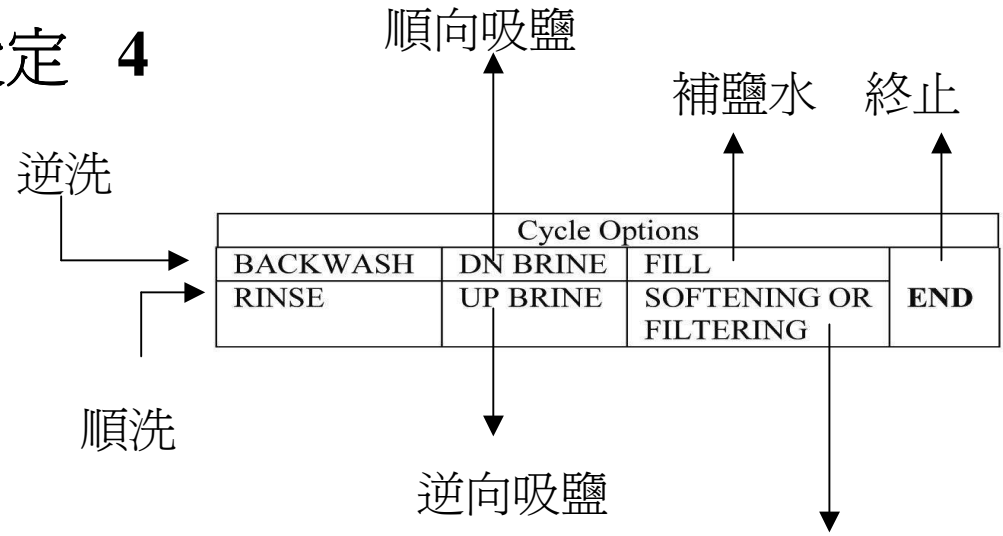 定 4
順向吸鹽
補鹽水 終止
逆洗
Cycle Options
BACKWASH DN BRINE FILL
RINSE UP BRINE SOFTENING OR FILTERING END
順洗
逆向吸鹽